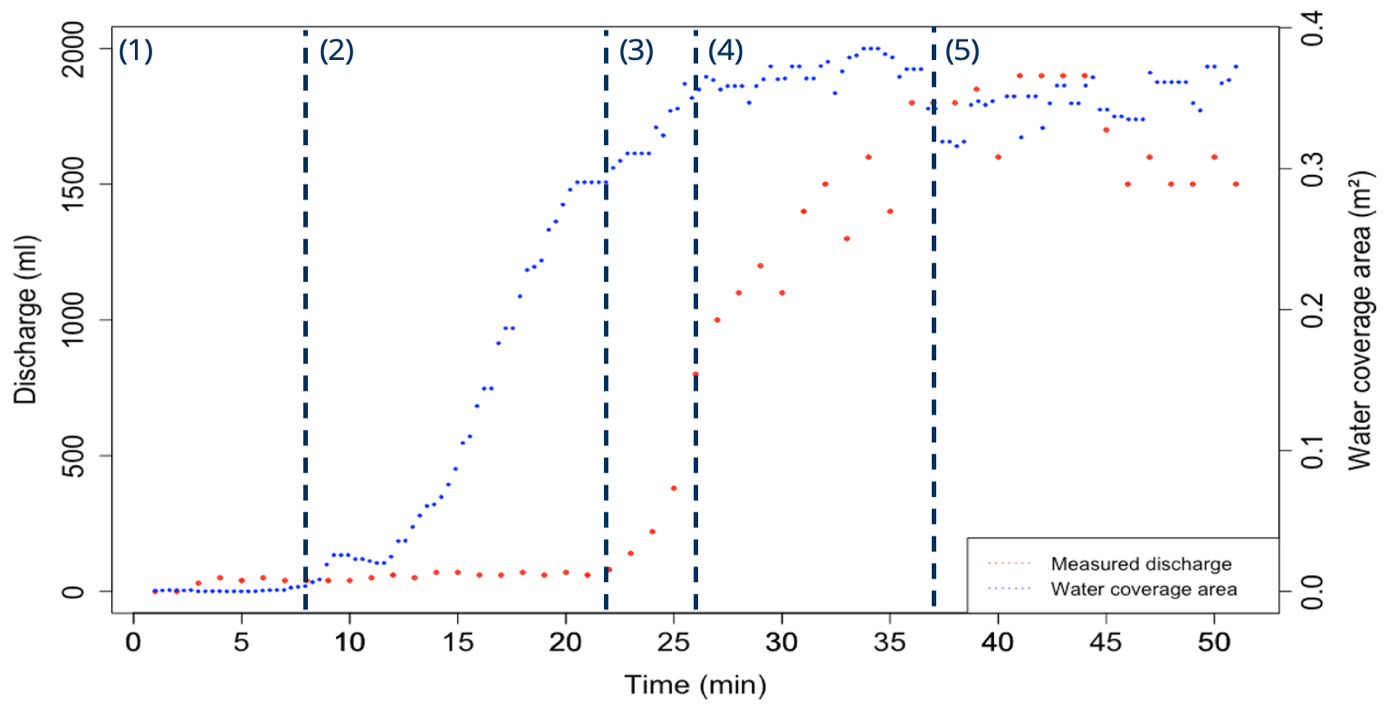 (1) (2) (3) (4) (5)
Discharge (ml)
2000
1500
1000
500
0
Water coverage area (m²)
0.4
0.3
0.2
0.1
0.0
Measured discharge
Water coverage area
0 5 10 15 20 25 30 35 40 45 50
Time (min)